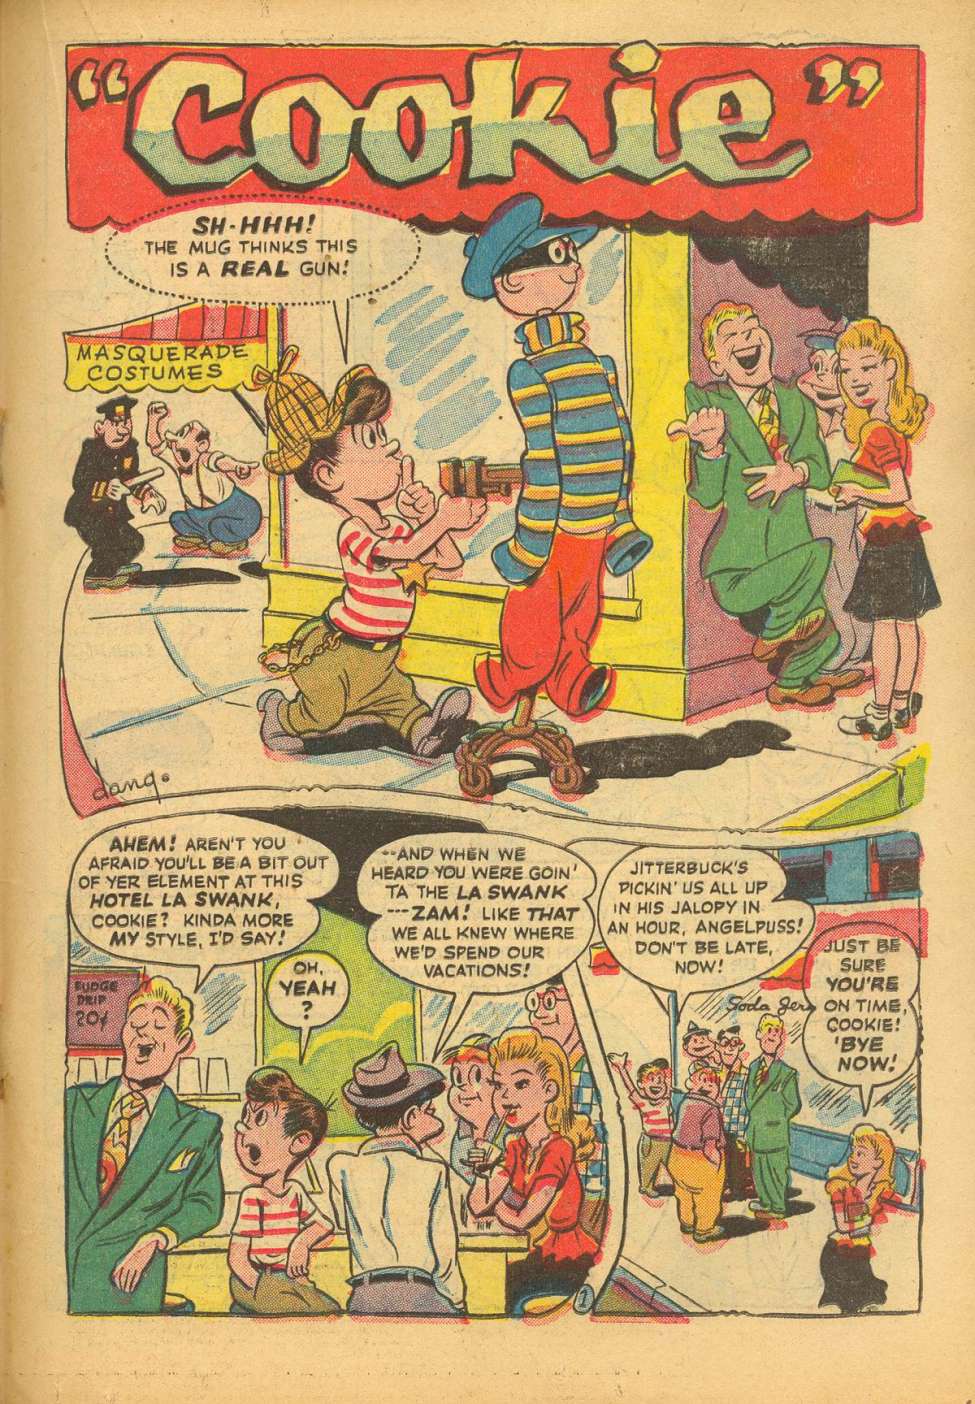 "Cookie"
SH-HHH!
THE MUG THINKS THIS
IS A REAL GUN!
MASQUERADE
COSTUMES
dang.
AHEM! AREN'T YOU
AFRAID YOU'LL BE A BIT OUT
OF YER ELEMENT AT THIS
HOTEL LA SWANK,
COOKIE? KINDA MORE
MY STYLE, I'D SAY!
OH,
YEAH
?
--AND WHEN WE
HEARD YOU WERE GOIN'
TA THE LA SWANK
---ZAM! LIKE THAT
WE ALL KNEW WHERE
WE'D SPEND OUR
VACATIONS!
FUDGE
DRIP
20¢
1
JITTERBUCK'S
PICKIN' US ALL UP
IN HIS JALOPY IN
AN HOUR, ANGELPUSS!
DON'T BE LATE,
NOW!
JUST BE
SURE
YOU'RE
ON TIME,
COOKIE!
'BYE
NOW!
Soda Jers